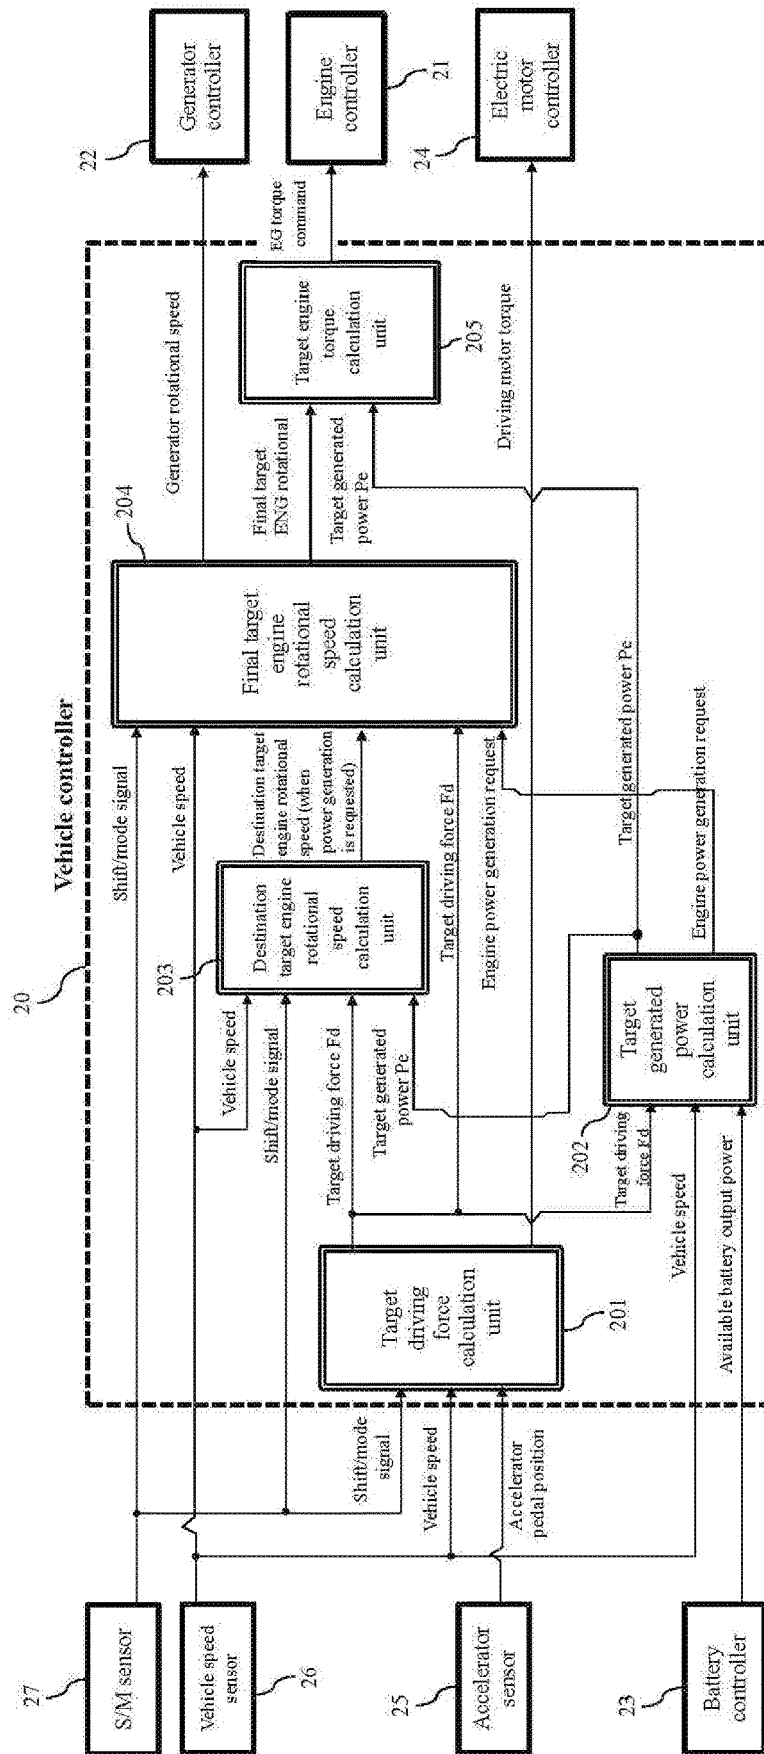 Vehicle controller
20
27
S/M sensor
Vehicle speed
sensor
26
25
Accelerator
sensor
23
Battery
controller
Shift/mode
signal
Vehicle speed
Accelerator
pedal position
Target
driving
force
calculation
unit
201
Shift/mode signal
Vehicle speed
Vehicle speed
Shift/mode signal
Target driving force Fd
Target generated
power Pe
203
Destination
target engine
rotational
speed
calculation
unit
Target driving
force Fd
Vehicle speed
Available battery output power
202
Target
generated
power
calculation
unit
Destination target
engine rotational
speed (when
power generation
is requested)
Target driving force Fd
Engine power generation request
Target generated power Pe
Engine power generation request
204
Final target
engine
rotational
speed
calculation
unit
Generator rotational speed
Final target
ENG rotational
Target generated
power Pe
Target engine
torque
calculation
unit
205
Driving motor torque
EG torque
command
22
Generator
controller
Engine
controller
21
24
Electric
motor
controller